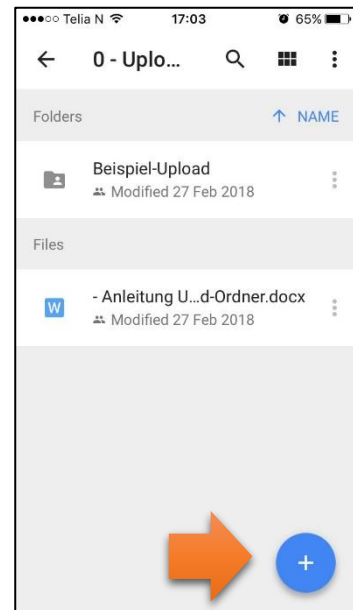 Telia N 17:03 65%
0 - Uplo...
Folders ↑ NAME
Beispiel-Upload
Modified 27 Feb 2018
Files
W - Anleitung U...d-Ordner.docx
Modified 27 Feb 2018
+